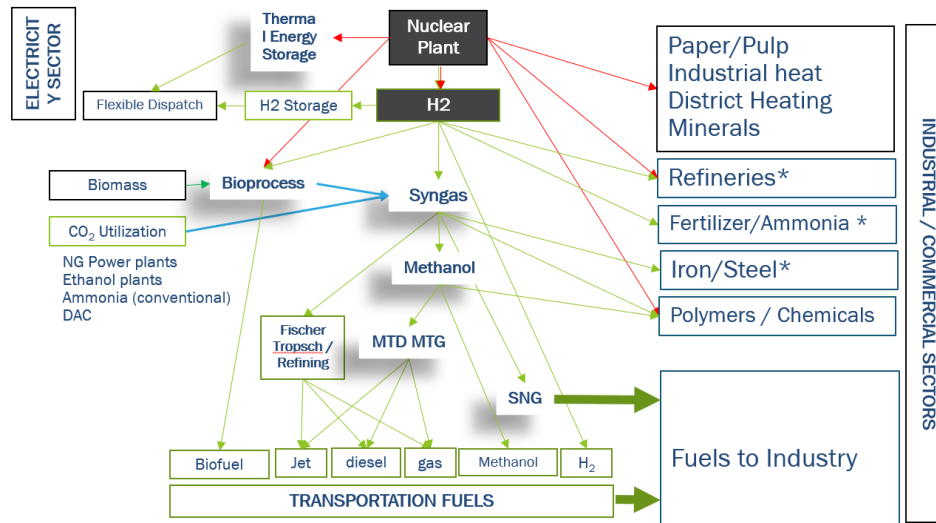 ELECTRICIT
Y SECTOR
Therma
l Energy
Storage
Nuclear
Plant
Flexible Dispatch
H2 Storage
H2
Paper/Pulp
Industrial heat
District Heating
Minerals
Biomass
Bioprocess
Syngas
Refineries*
CO₂ Utilization
Fertilizer/Ammonia *
NG Power plants
Ethanol plants
Ammonia (conventional)
DAC
Methanol
Iron/Steel*
Polymers / Chemicals
Fischer
Tropsch /
Refining
MTD MTG
SNG
Fuels to Industry
Biofuel
Jet
diesel
gas
Methanol
H₂
TRANSPORTATION FUELS
INDUSTRIAL / COMMERCIAL SECTORS